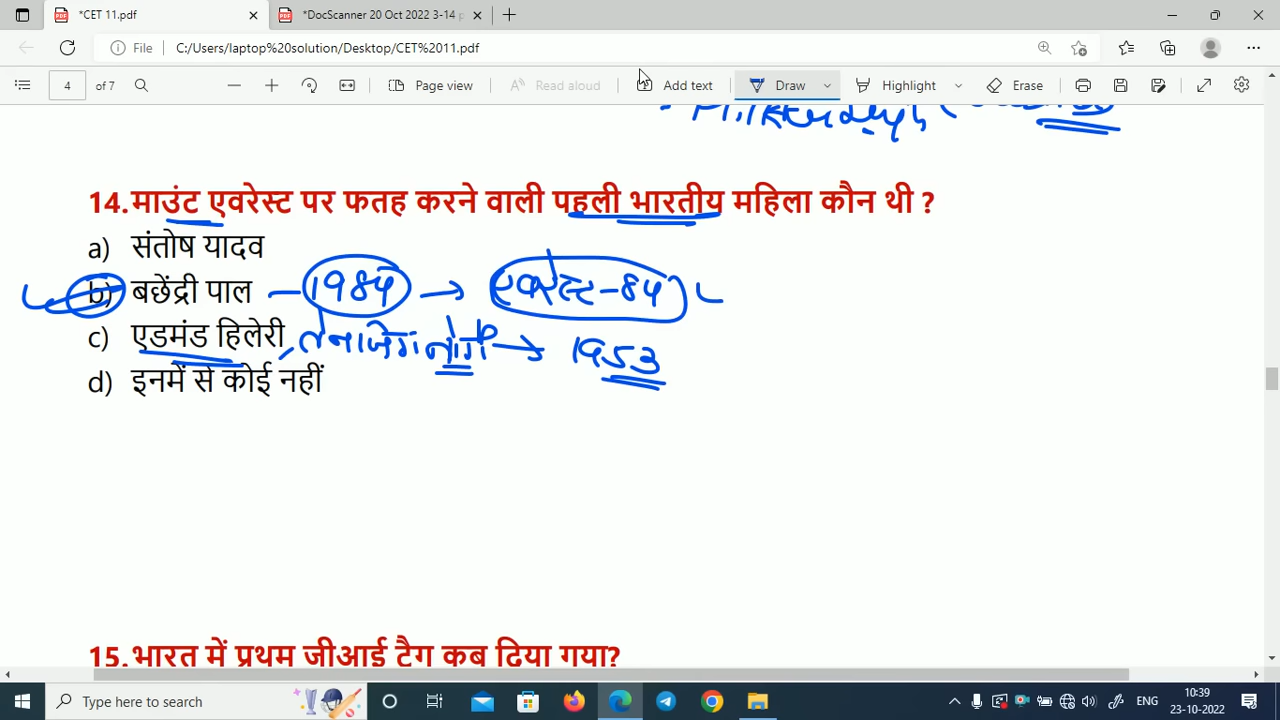 *CET 11.pdf
*DocScanner 20 Oct 2022 3-14 p
File C:/Users/laptop%20solution/Desktop/CET%2011.pdf
4 of 7 Page view Read aloud Add text Draw Highlight Erase
14. माउंट एवरेस्ट पर फतह करने वाली पहली भारतीय महिला कौन थी ?
a) संतोष यादव
b) बछेंद्री पाल – 1984 → एवरेस्ट – 84
c) एडमंड हिलेरी, तेनजिंग नोर्गे → 1953
d) इनमें से कोई नहीं
15. भारत में प्रथम जीआई टैग कब दिया गया?
Type here to search
ENG
10:39
23-10-2022